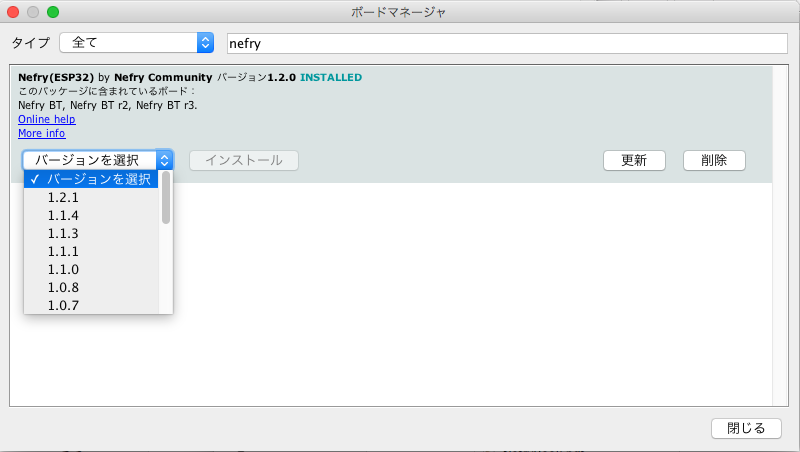 ボードマネージャ
タイプ 全て nefry
Nefry(ESP32) by Nefry Community バージョン1.2.0 INSTALLED
このパッケージに含まれているボード：
Nefry BT, Nefry BT r2, Nefry BT r3.
Online help
More info
バージョンを選択 インストール 更新 削除
✓ バージョンを選択
1.2.1
1.1.4
1.1.3
1.1.1
1.1.0
1.0.8
1.0.7
閉じる